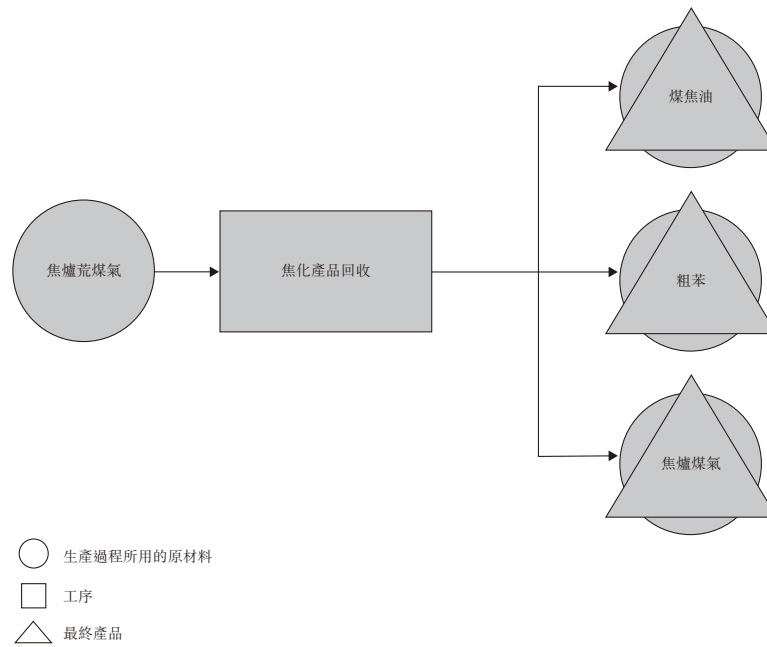 煤焦油
焦爐荒煤氣
焦化產品回收
粗苯
焦爐煤氣
生產過程所用的原材料
工序
最終產品